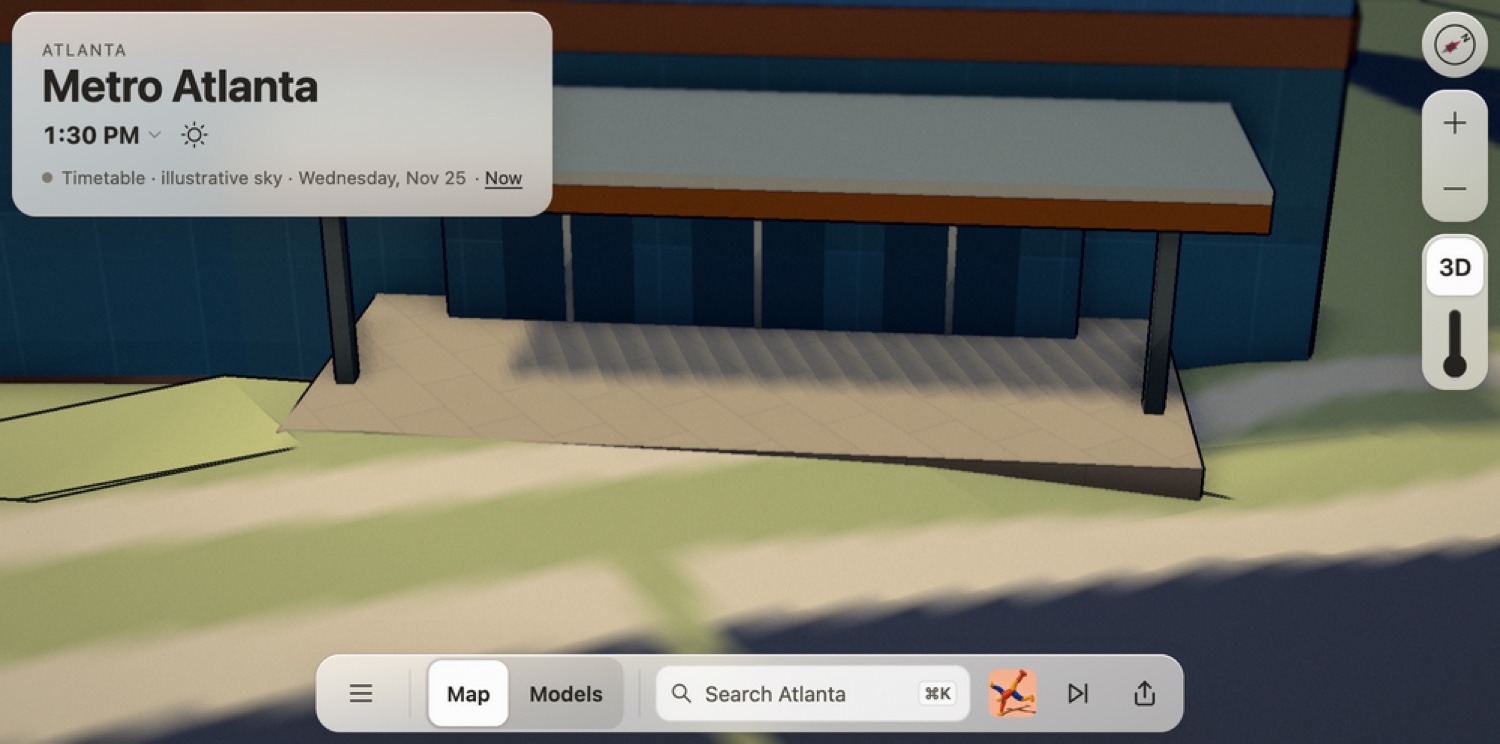 ATLANTA
Metro Atlanta
1:30 PM
Timetable · illustrative sky · Wednesday, Nov 25 · Now
N
+
−
3D
Map
Models
Search Atlanta
⌘K